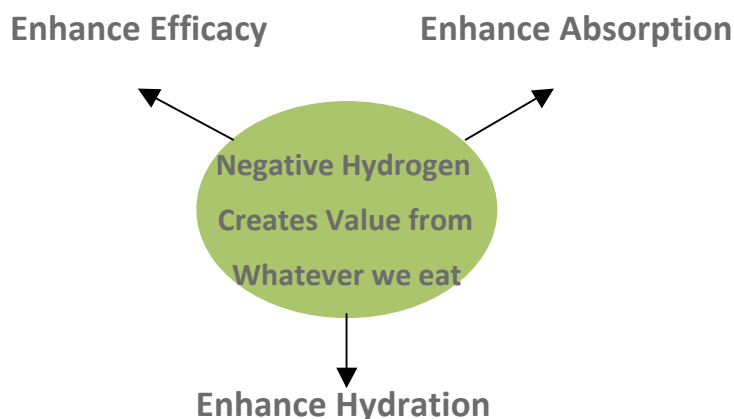 Enhance Efficacy
Enhance Absorption
Negative Hydrogen
Creates Value from
Whatever we eat
Enhance Hydration